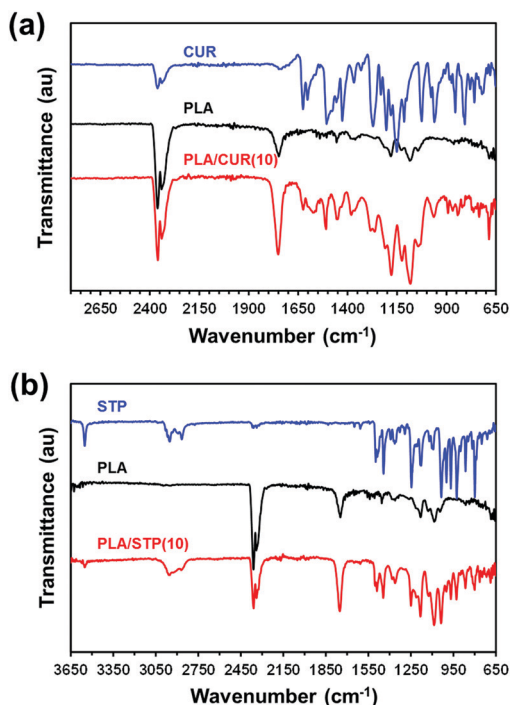 (a)
CUR
PLA
PLA/CUR(10)
Transmittance (au)
2650 2400 2150 1900 1650 1400 1150 900 650
Wavenumber (cm-1)
(b)
STP
PLA
PLA/STP(10)
Transmittance (au)
3650 3350 3050 2750 2450 2150 1850 1550 1250 950 650
Wavenumber (cm-1)